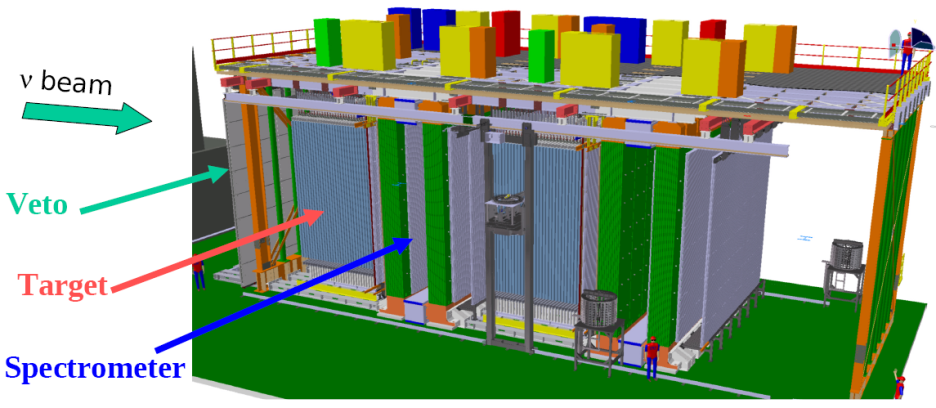 ν beam
Veto
Target
Spectrometer